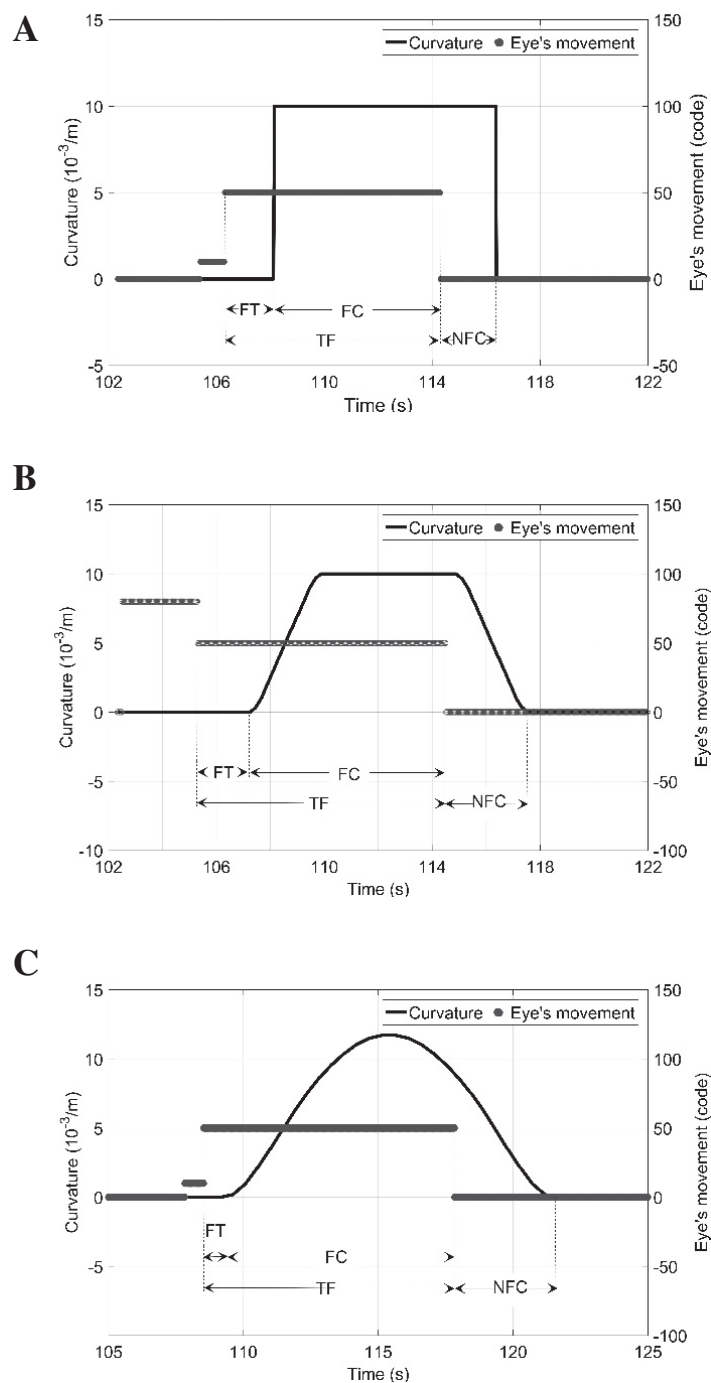 A
Curvature Eye's movement
15 150
10 100
5 50
0 0
-5 -50
Curvature (10⁻³/m)
Eye's movement (code)
FT FC
TF NFC
102 106 110 114 118 122
Time (s)
B
Curvature Eye's movement
15 150
10 100
5 50
0 0
-5 -50
-10 -100
Curvature (10⁻³/m)
Eye's movement (code)
FT FC
TF NFC
102 106 110 114 118 122
Time (s)
C
Curvature Eye's movement
15 150
10 100
5 50
0 0
-5 -50
-100
Curvature (10⁻³/m)
Eye's movement (code)
FT
FC
TF NFC
105 110 115 120 125
Time (s)